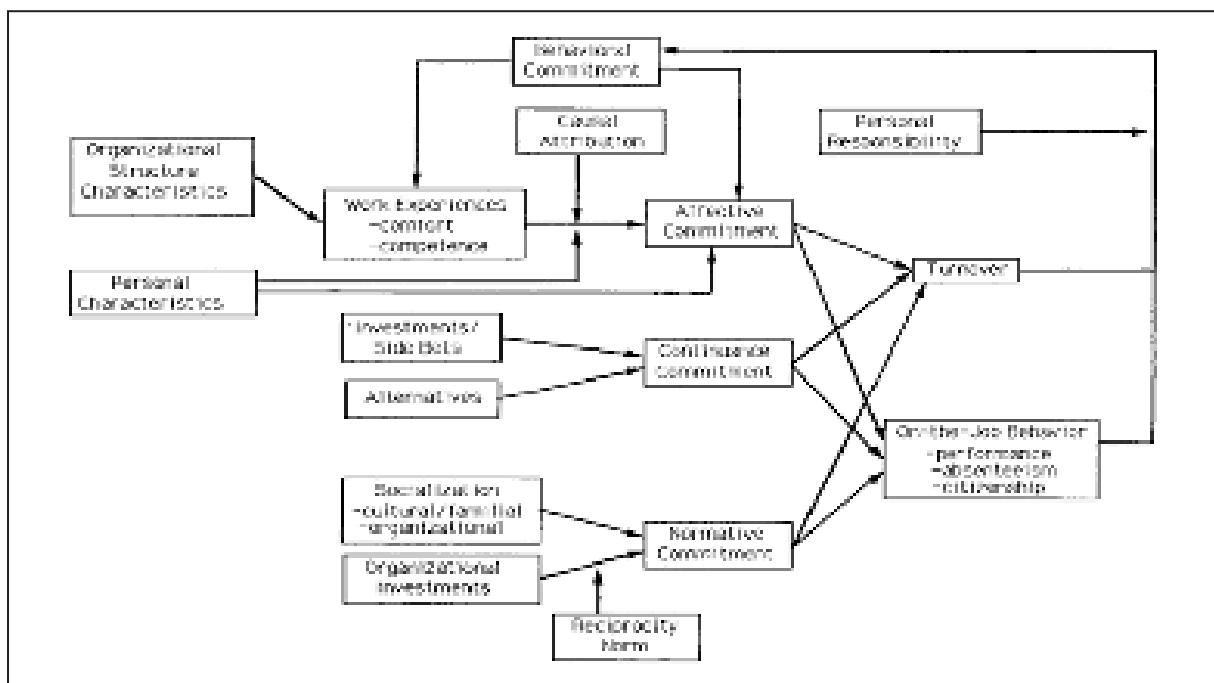 Behavioral
Commitment
Causal
Attribution
Personal
Responsibility
Organizational
Structure
Characteristics
Work Experiences
-comfort
-competence
Affective
Commitment
Personal
Characteristics
Turnover
Investments/
Side Bets
Continuance
Commitment
Alternatives
On-the-Job Behavior
-performance
-absenteeism
-citizenship
Socialization
-cultural/familial
-organizational
Normative
Commitment
Organizational
Investments
Reciprocity
Norm